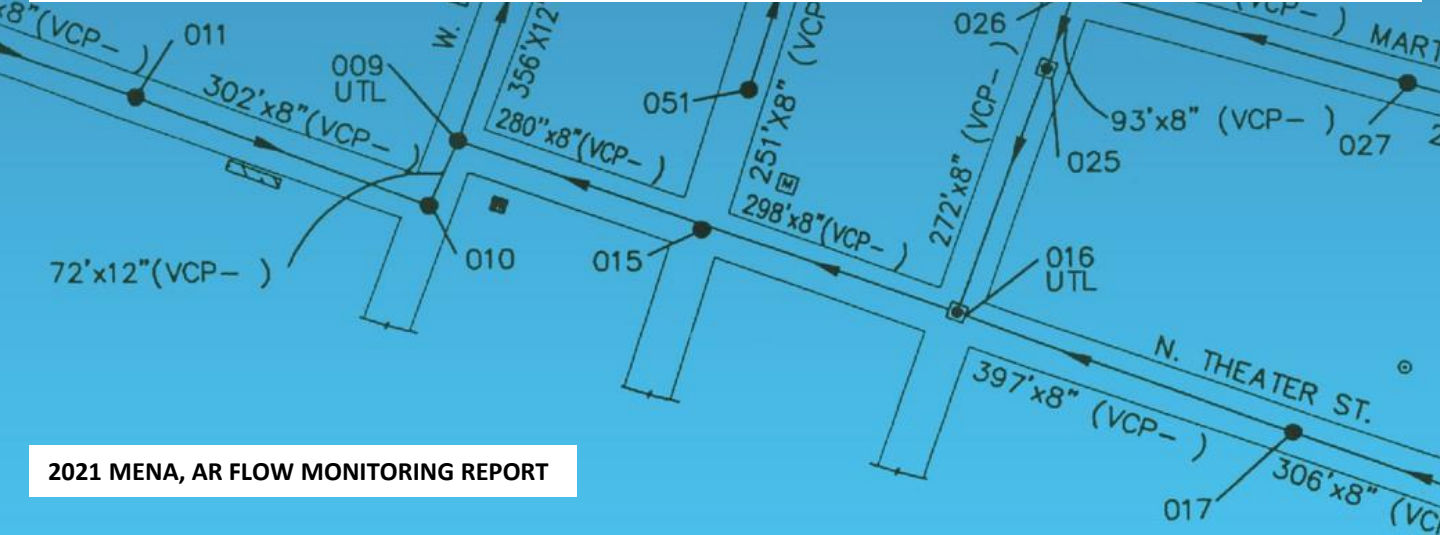 011
302'x8"(VCP- )
009
UTL
W.
356'X12"
280"x8"(VCP- )
051
251'X8" (VCP
026
272'x8" (VCP- )
025
93'x8" (VCP- )
027
MART
72'x12"(VCP- )
010
015
298'x8"(VCP- )
016
UTL
N. THEATER ST.
397'x8" (VCP- )
017
306'x8" (VCP
2021 MENA, AR FLOW MONITORING REPORT